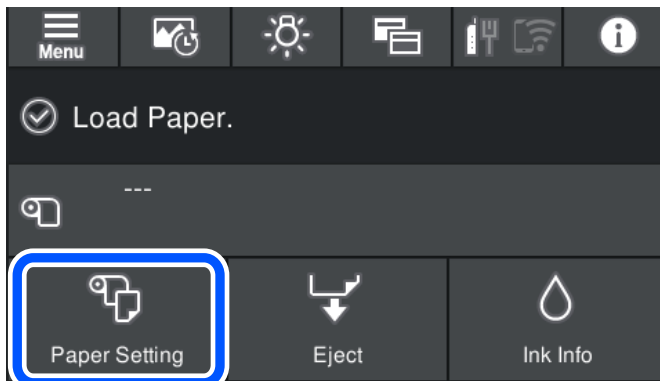 Menu
Load Paper.
---
Paper Setting
Eject
Ink Info